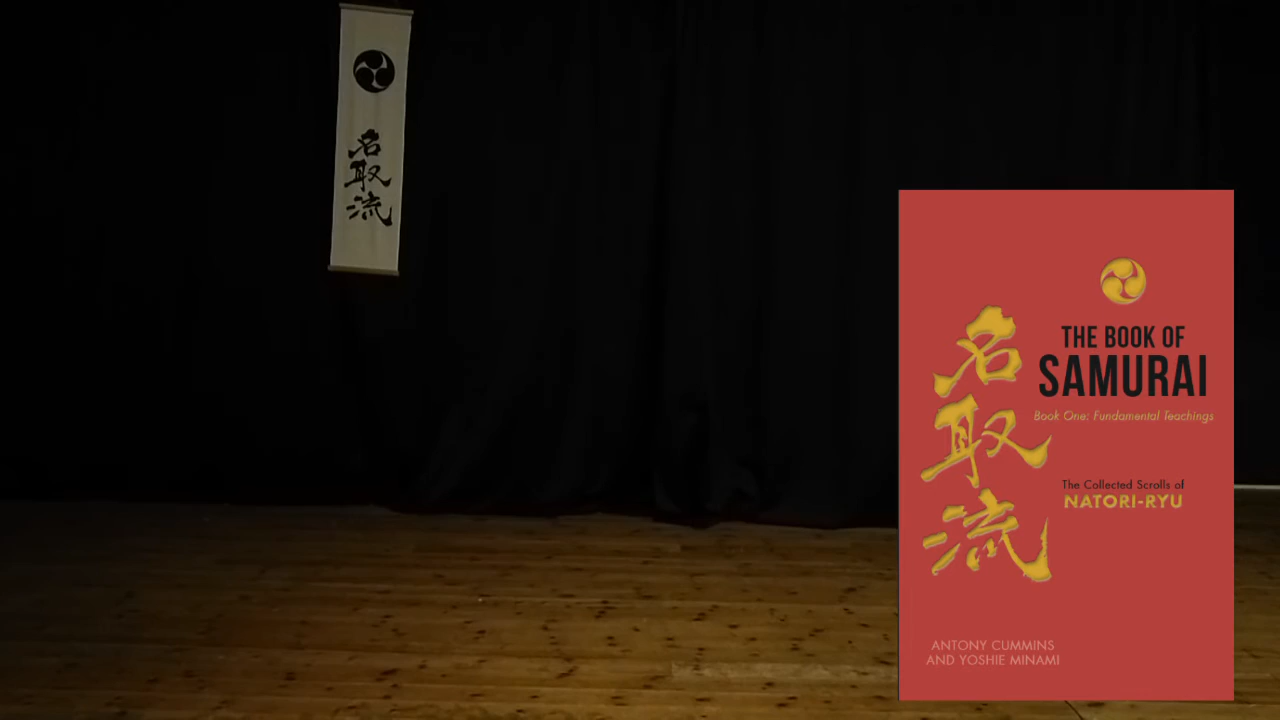 名取流
名取流
THE BOOK OF
SAMURAI
Book One: Fundamental Teachings
The Collected Scrolls of
NATORI-RYU
ANTONY CUMMINS
AND YOSHIE MINAMI